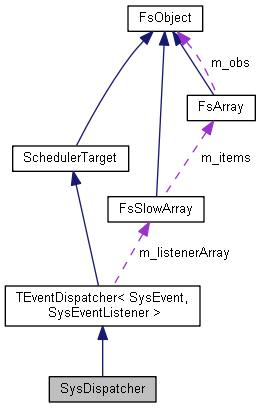 FsObject
m_obs
FsArray
SchedulerTarget
m_items
FsSlowArray
m_listenerArray
TEventDispatcher< SysEvent,
SysEventListener >
SysDispatcher